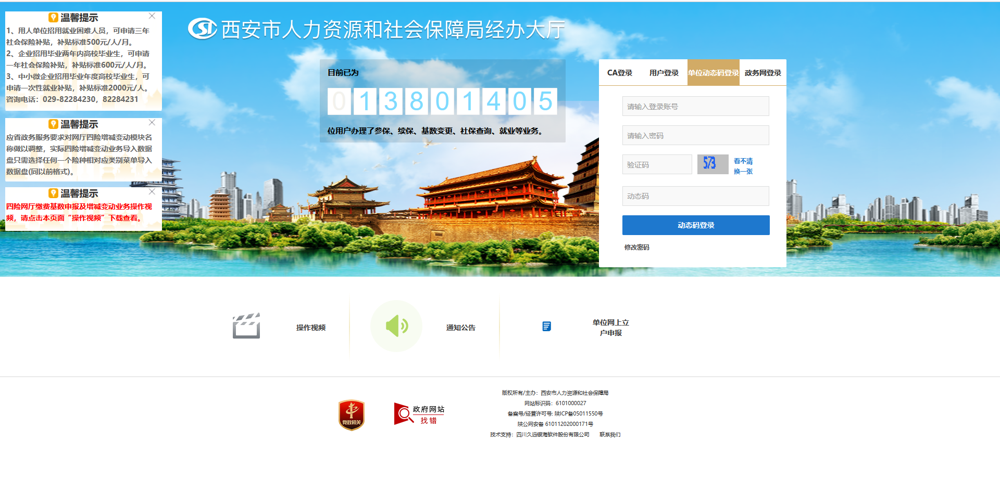 温馨提示
1、用人单位招用就业困难人员，可申请三年
社会保险补贴，补贴标准500元/人/月。
2、企业招用毕业两年内高校毕业生，可申请
一年社会保险补贴，补贴标准600元/人/月。
3、中小微企业招用毕业年度高校毕业生，可
申请一次性就业补贴，补贴标准2000元/人。
咨询电话：029-82284230，82284231
温馨提示
应省政务服务要求对网厅四险增减变动模块名
称做以调整，实际四险增减变动业务导入数据
盘只需选择任何一个险种相对应类别菜单导入
数据盘(同以前格式)。
温馨提示
四险网厅缴费基数申报及增减变动业务操作视
频，请点击本页面“操作视频”下载查看。
西安市人力资源和社会保障局经办大厅
目前已为
013801405
位用户办理了参保、续保、基数变更、社保查询、就业等业务。
CA登录 用户登录 单位动态码登录 政务网登录
请输入登录账号
请输入密码
验证码 573 看不清
换一张
动态码
动态码登录
修改密码
操作视频
通知公告
单位网上立
户申报
党政机关
政府网站
找错
版权所有/主办：西安市人力资源和社会保障局
网站标识码：6101000027
备案号/经营许可号: 陕ICP备05011550号
陕公网安备 61011202000171号
技术支持：四川久远银海软件股份有限公司 联系我们